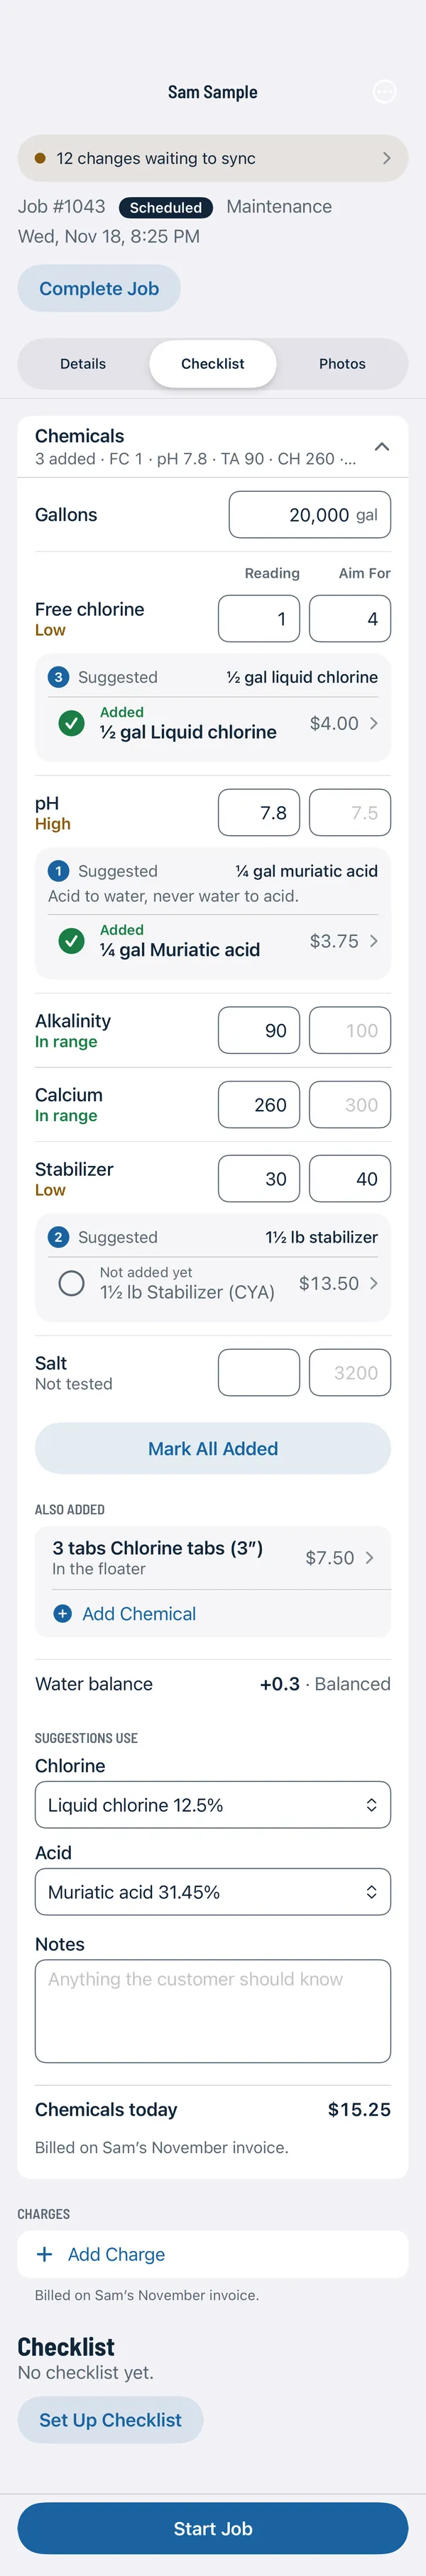 Sam Sample
12 changes waiting to sync
Job #1043 Scheduled Maintenance
Wed, Nov 18, 8:25 PM
Complete Job
Details Checklist Photos
Chemicals
3 added · FC 1 · pH 7.8 · TA 90 · CH 260 ·...
Gallons 20,000 gal
Reading Aim For
Free chlorine 1 4
Low
3 Suggested ½ gal liquid chlorine
Added
½ gal Liquid chlorine $4.00
pH 7.8 7.5
High
1 Suggested ¼ gal muriatic acid
Acid to water, never water to acid.
Added
¼ gal Muriatic acid $3.75
Alkalinity 90 100
In range
Calcium 260 300
In range
Stabilizer 30 40
Low
2 Suggested 1½ lb stabilizer
Not added yet
1½ lb Stabilizer (CYA) $13.50
Salt 3200
Not tested
Mark All Added
ALSO ADDED
3 tabs Chlorine tabs (3″) $7.50
In the floater
Add Chemical
Water balance +0.3 · Balanced
SUGGESTIONS USE
Chlorine
Liquid chlorine 12.5%
Acid
Muriatic acid 31.45%
Notes
Anything the customer should know
Chemicals today $15.25
Billed on Sam's November invoice.
CHARGES
+ Add Charge
Billed on Sam's November invoice.
Checklist
No checklist yet.
Set Up Checklist
Start Job